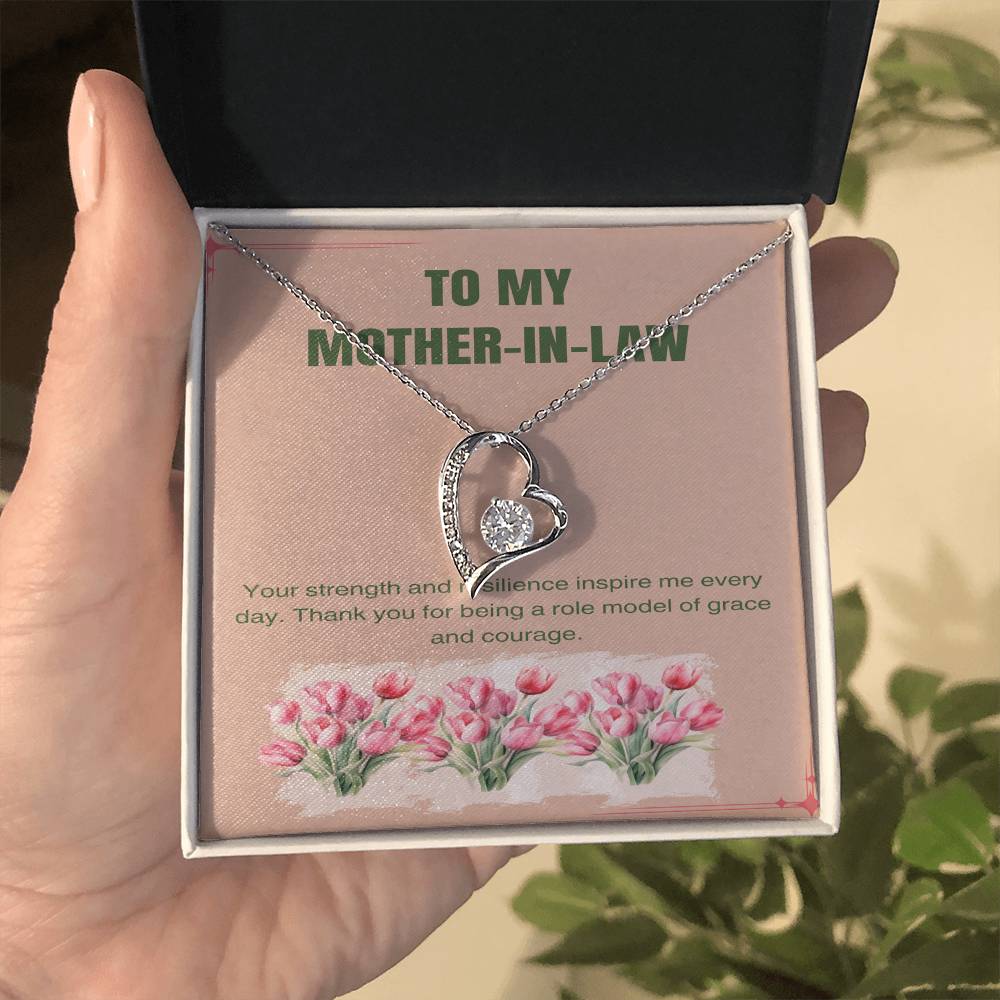 TO MY
MOTHER-IN-LAW
Your strength and resilience inspire me every
day. Thank you for being a role model of grace
and courage.